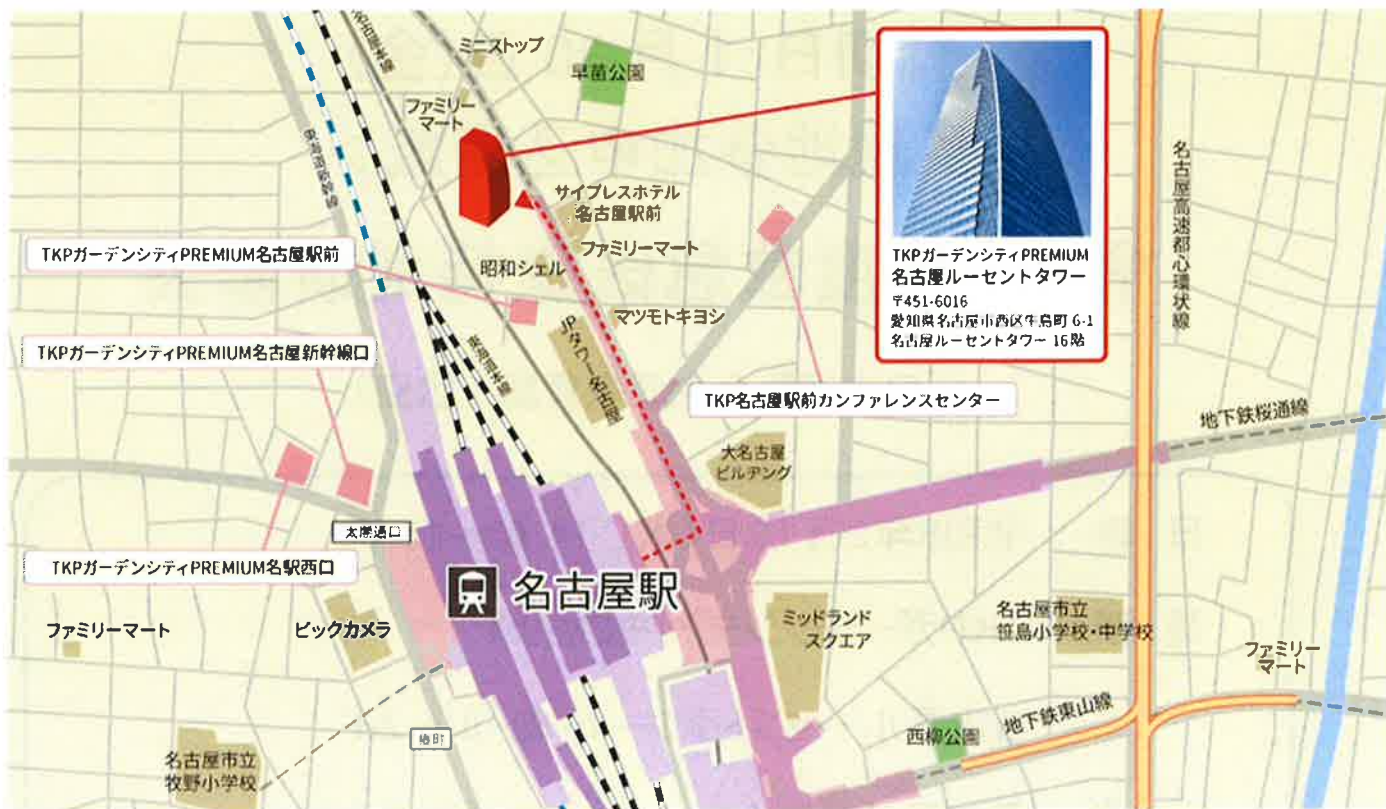 ミニストップ
早苗公園
ファミリー
マート
東海道新幹線
サイプレスホテル
名古屋駅前
ファミリーマート
昭和シェル
マツモトキヨシ
JPタワー名古屋
東海道本線
TKPガーデンシティPREMIUM名古屋駅前
TKPガーデンシティPREMIUM名古屋新幹線口
TKPガーデンシティPREMIUM
名古屋ルーセントタワー
〒451-6016
愛知県名古屋市西区牛島町 6-1
名古屋ルーセントタワー 16階
名古屋高速都心環状線
TKP名古屋駅前カンファレンスセンター
地下鉄桜通線
大名古屋
ビルヂング
太閤通口
TKPガーデンシティPREMIUM名駅西口
名古屋駅
ファミリーマート
ビックカメラ
ミッドランド
スクエア
名古屋市立
笹島小学校・中学校
ファミリー
マート
地下鉄東山線
西柳公園
椿町
名古屋市立
牧野小学校